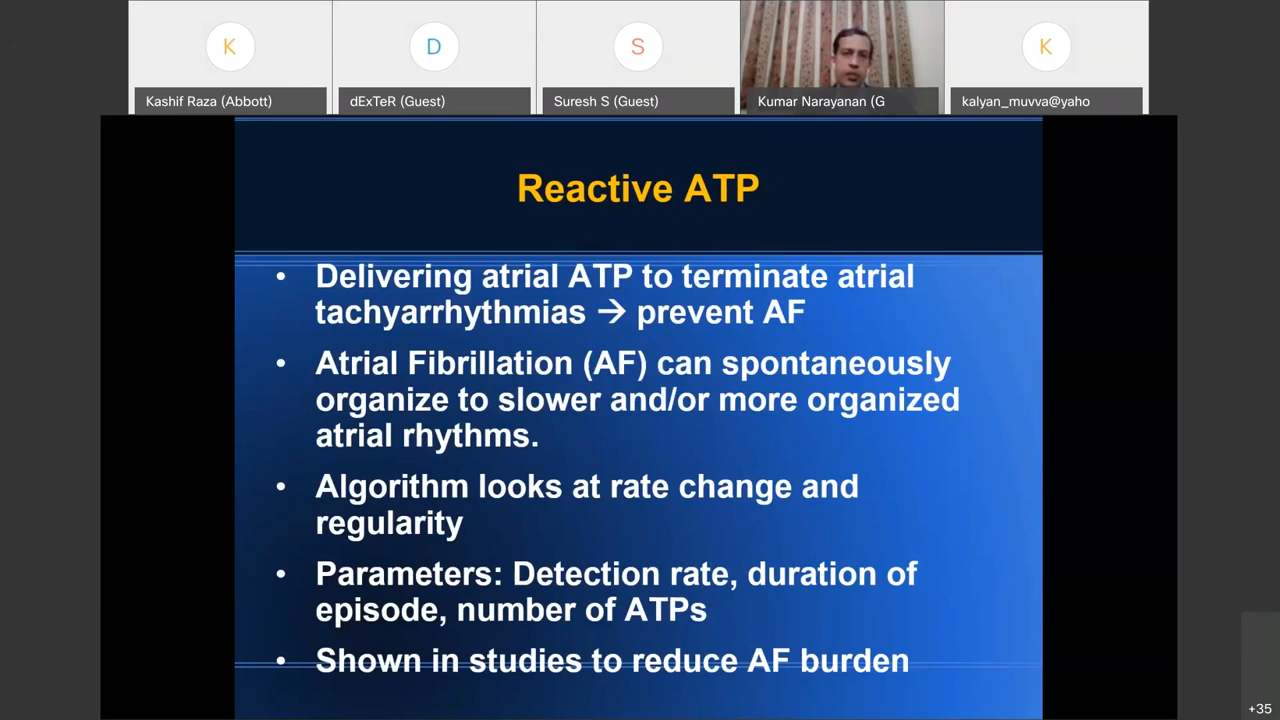 K
D
S
K
Kashif Raza (Abbott)
dExTeR (Guest)
Suresh S (Guest)
Kumar Narayanan (G
kalyan_muvva@yaho
Reactive ATP
• Delivering atrial ATP to terminate atrial
tachyarrhythmias → prevent AF
• Atrial Fibrillation (AF) can spontaneously
organize to slower and/or more organized
atrial rhythms.
• Algorithm looks at rate change and
regularity
• Parameters: Detection rate, duration of
episode, number of ATPs
• Shown in studies to reduce AF burden
+35